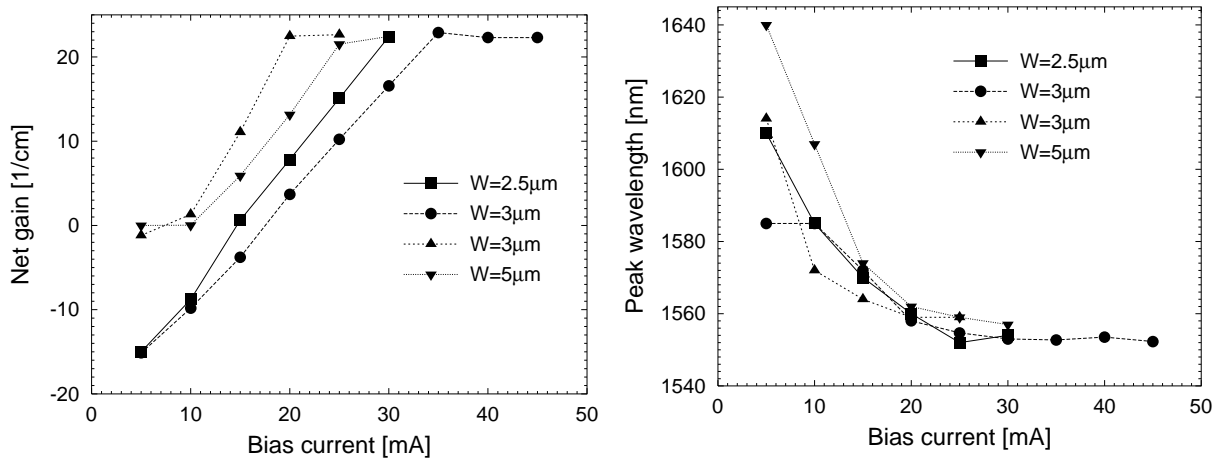 20
10
0
-10
-20
0
10
20
30
40
50
Net gain [1/cm]
Bias current [mA]
W=2.5μm
W=3μm
W=3μm
W=5μm
1640
1620
1600
1580
1560
1540
0
10
20
30
40
50
Peak wavelength [nm]
Bias current [mA]
W=2.5μm
W=3μm
W=3μm
W=5μm